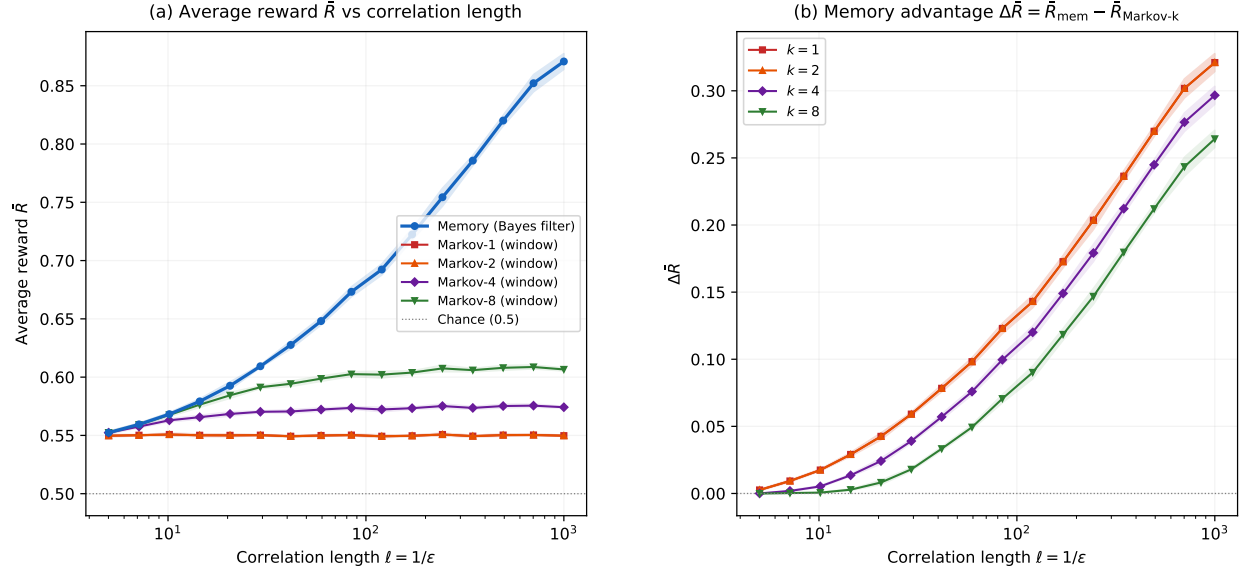 (a) Average reward R̄ vs correlation length
Average reward R̄
0.85
0.80
0.75
0.70
0.65
0.60
0.55
0.50
Memory (Bayes filter)
Markov-1 (window)
Markov-2 (window)
Markov-4 (window)
Markov-8 (window)
Chance (0.5)
10¹ 10² 10³
Correlation length ℓ = 1/ε
(b) Memory advantage ΔR̄ = R̄mem − R̄Markov-k
ΔR̄
0.30
0.25
0.20
0.15
0.10
0.05
0.00
k = 1
k = 2
k = 4
k = 8
10¹ 10² 10³
Correlation length ℓ = 1/ε